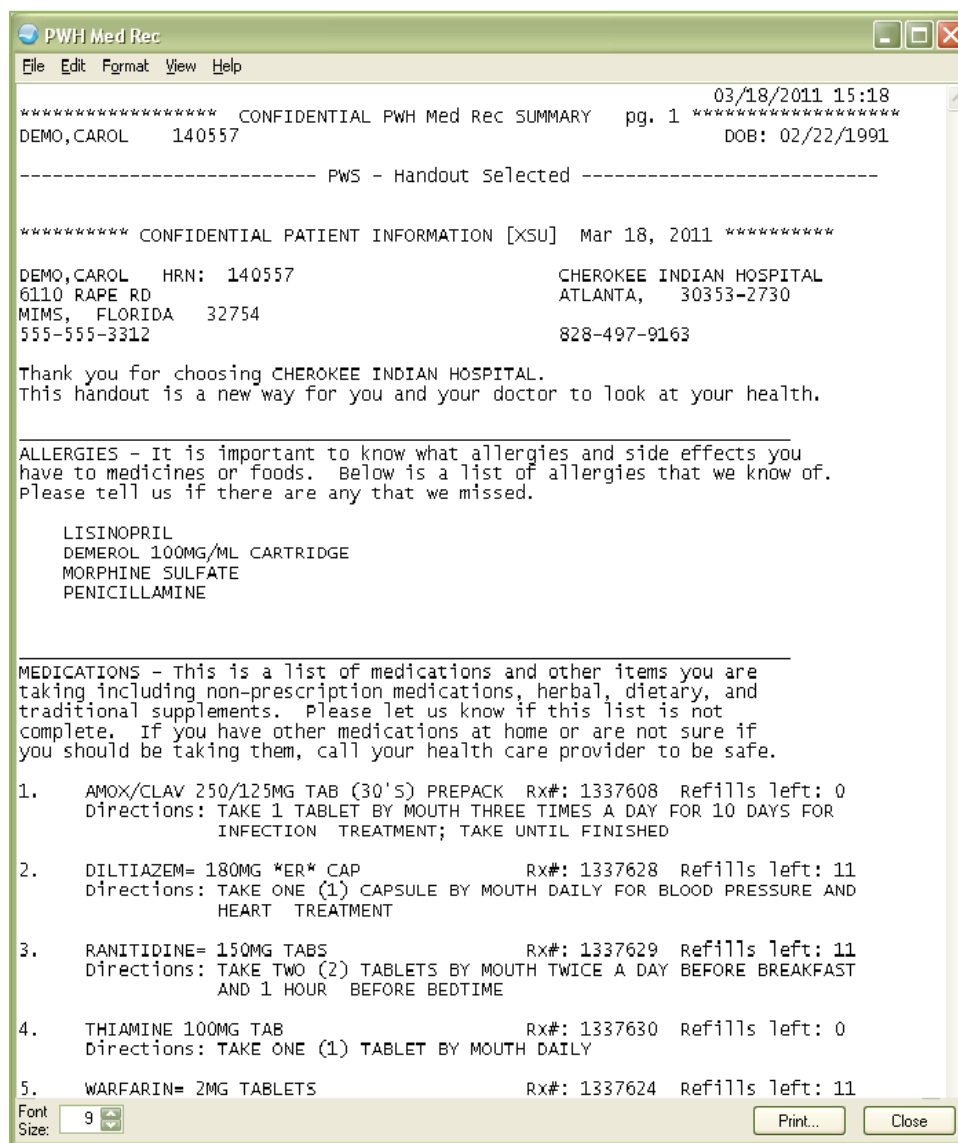 PWH Med Rec
File Edit Format View Help
03/18/2011 15:18
****************** CONFIDENTIAL PWH Med Rec SUMMARY pg. 1 *******************
DEMO,CAROL 140557 DOB: 02/22/1991
--------------------------- PWS - Handout Selected ---------------------------
********** CONFIDENTIAL PATIENT INFORMATION [XSU] Mar 18, 2011 **********
DEMO,CAROL HRN: 140557 CHEROKEE INDIAN HOSPITAL
6110 RAPE RD ATLANTA, 30353-2730
MIMS, FLORIDA 32754
555-555-3312 828-497-9163
Thank you for choosing CHEROKEE INDIAN HOSPITAL.
This handout is a new way for you and your doctor to look at your health.
ALLERGIES - It is important to know what allergies and side effects you
have to medicines or foods. Below is a list of allergies that we know of.
Please tell us if there are any that we missed.
LISINOPRIL
DEMEROL 100MG/ML CARTRIDGE
MORPHINE SULFATE
PENICILLAMINE
MEDICATIONS - This is a list of medications and other items you are
taking including non-prescription medications, herbal, dietary, and
traditional supplements. Please let us know if this list is not
complete. If you have other medications at home or are not sure if
you should be taking them, call your health care provider to be safe.
1. AMOX/CLAV 250/125MG TAB (30'S) PREPACK Rx#: 1337608 Refills left: 0
Directions: TAKE 1 TABLET BY MOUTH THREE TIMES A DAY FOR 10 DAYS FOR
INFECTION TREATMENT; TAKE UNTIL FINISHED
2. DILTIAZEM= 180MG *ER* CAP Rx#: 1337628 Refills left: 11
Directions: TAKE ONE (1) CAPSULE BY MOUTH DAILY FOR BLOOD PRESSURE AND
HEART TREATMENT
3. RANITIDINE= 150MG TABS Rx#: 1337629 Refills left: 11
Directions: TAKE TWO (2) TABLETS BY MOUTH TWICE A DAY BEFORE BREAKFAST
AND 1 HOUR BEFORE BEDTIME
4. THIAMINE 100MG TAB Rx#: 1337630 Refills left: 0
Directions: TAKE ONE (1) TABLET BY MOUTH DAILY
5. WARFARIN= 2MG TABLETS Rx#: 1337624 Refills left: 11
Font Size: 9 Print... Close